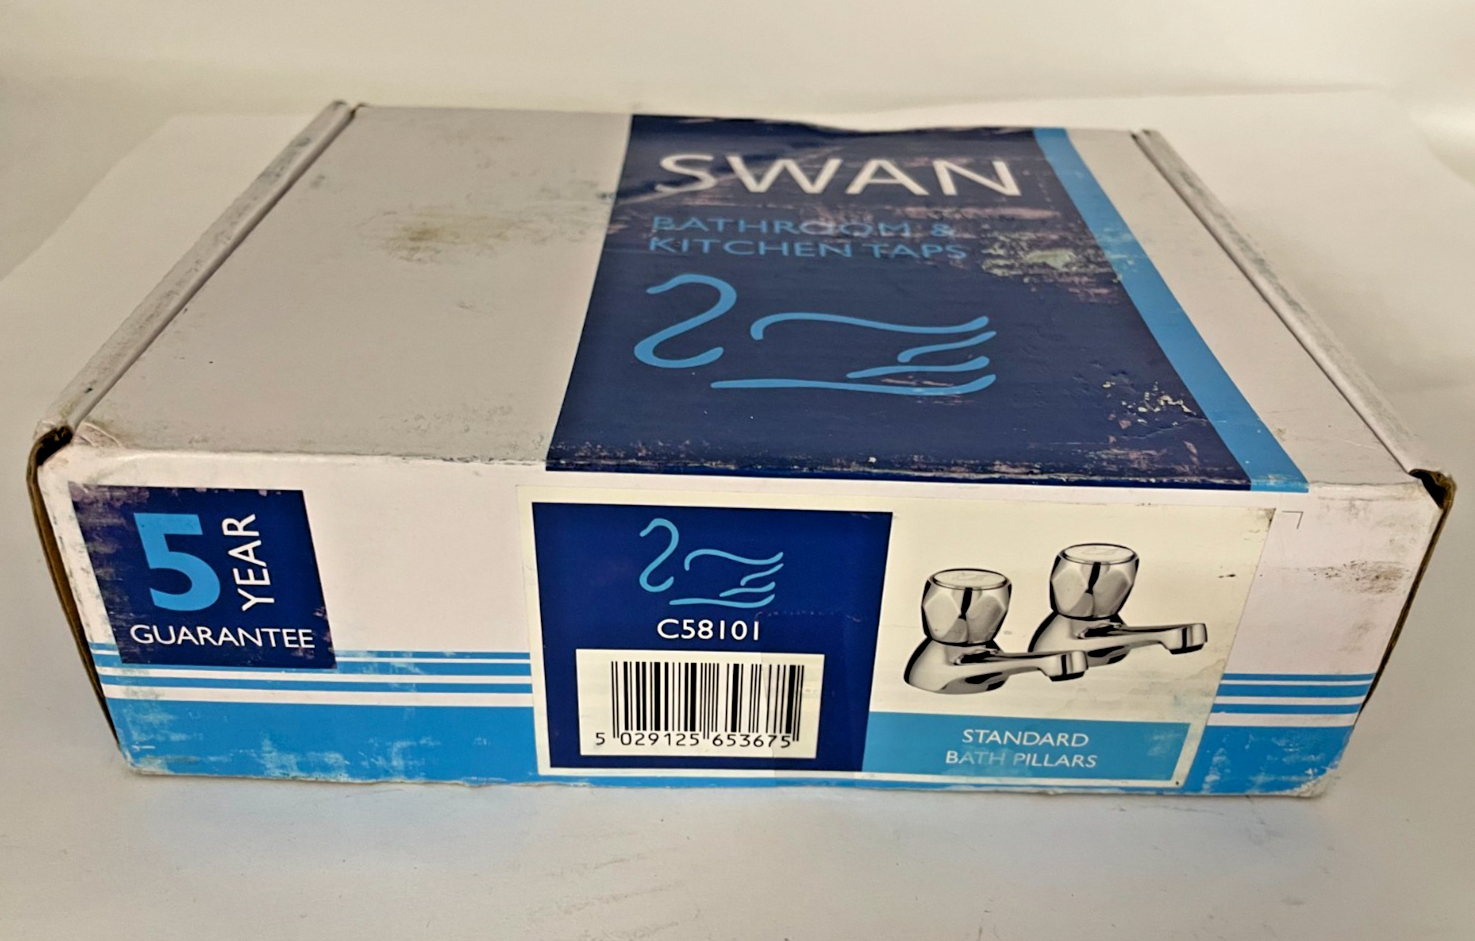 SWAN
BATHROOM &
KITCHEN TAPS
5
YEAR
GUARANTEE
C58101
5 029125 653675
STANDARD
BATH PILLARS